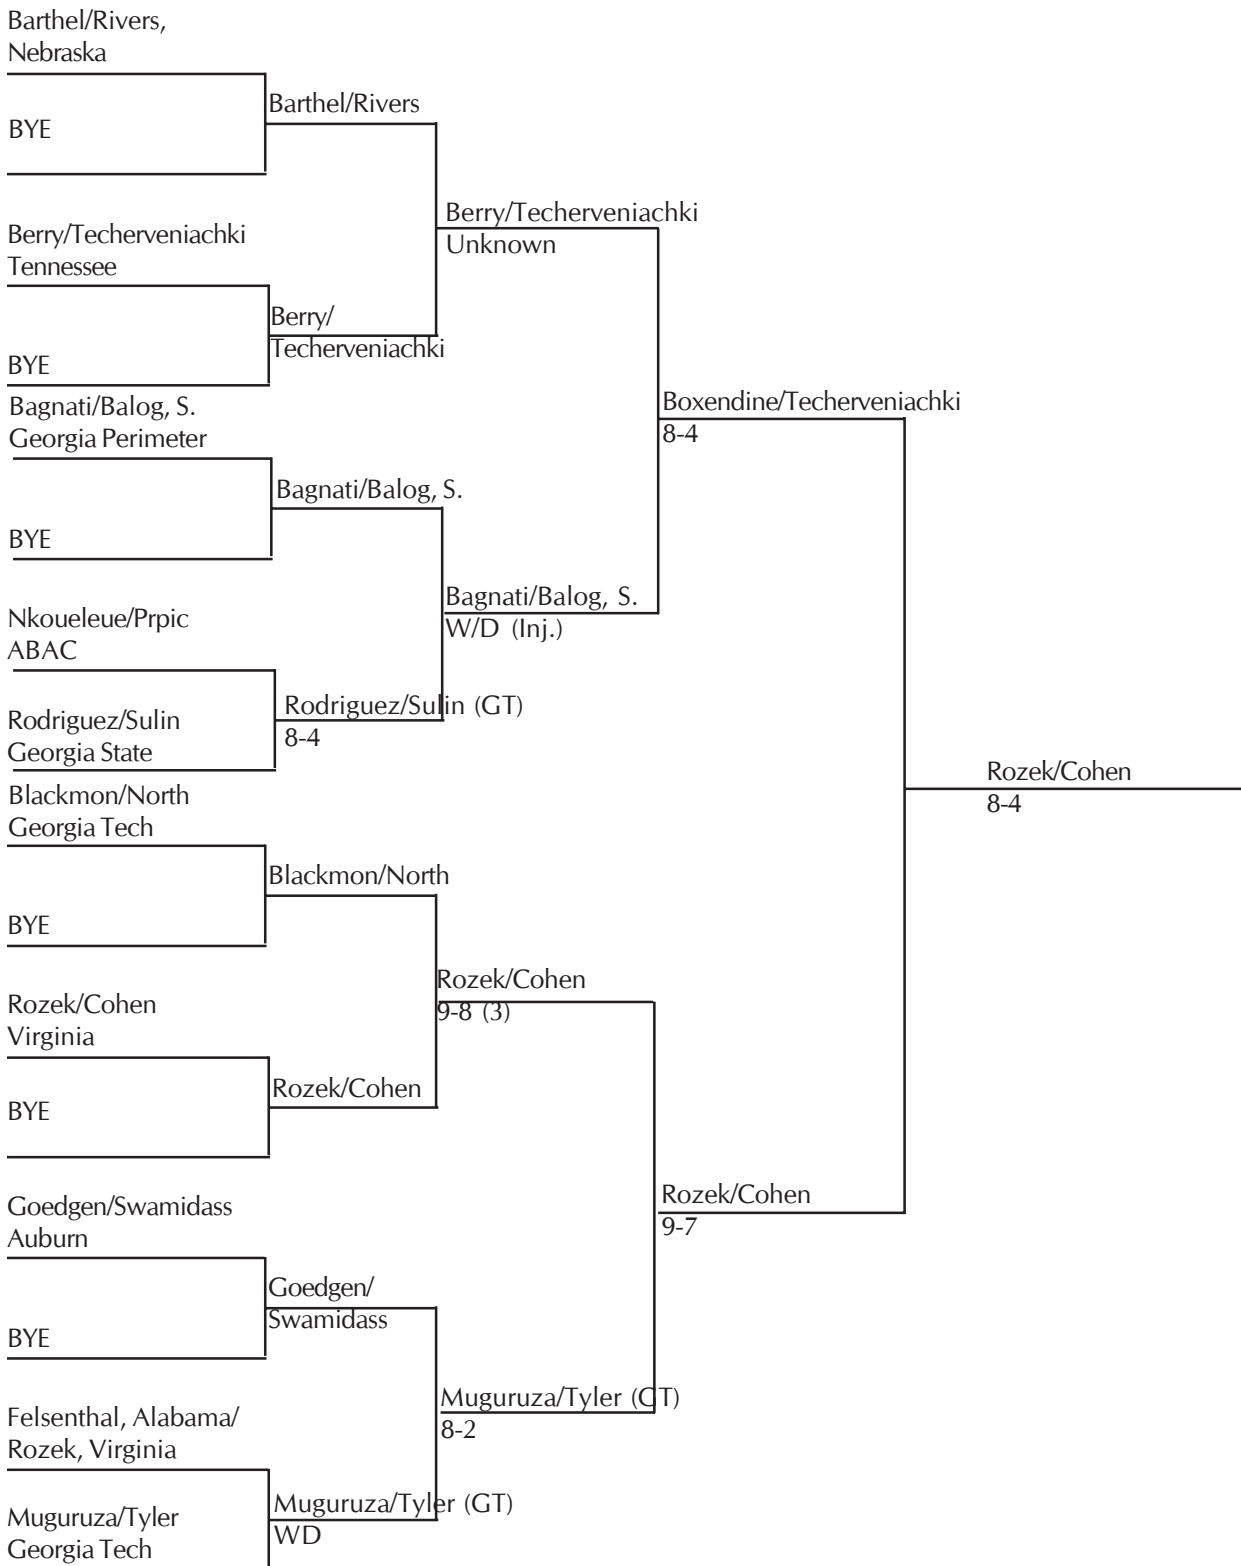 Barthel/Rivers,
Nebraska
BYE
Berry/Techerveniachki
Tennessee
BYE
Bagnati/Balog, S.
Georgia Perimeter
BYE
Nkoueleue/Prpic
ABAC
Rodriguez/Sulin
Georgia State
Blackmon/North
Georgia Tech
BYE
Rozek/Cohen
Virginia
BYE
Goedgen/Swamidass
Auburn
BYE
Felsenthal, Alabama/
Rozek, Virginia
Muguruza/Tyler
Georgia Tech
Barthel/Rivers
Berry/
Techerveniachki
Bagnati/Balog, S.
Rodriguez/Sulin (GT)
8-4
Blackmon/North
Rozek/Cohen
Goedgen/
Swamidass
Muguruza/Tyler (GT)
WD
Berry/Techerveniachki
Unknown
Bagnati/Balog, S.
W/D (Inj.)
Rozek/Cohen
9-8 (3)
Muguruza/Tyler (GT)
8-2
Boxendine/Techerveniachki
8-4
Rozek/Cohen
9-7
Rozek/Cohen
8-4